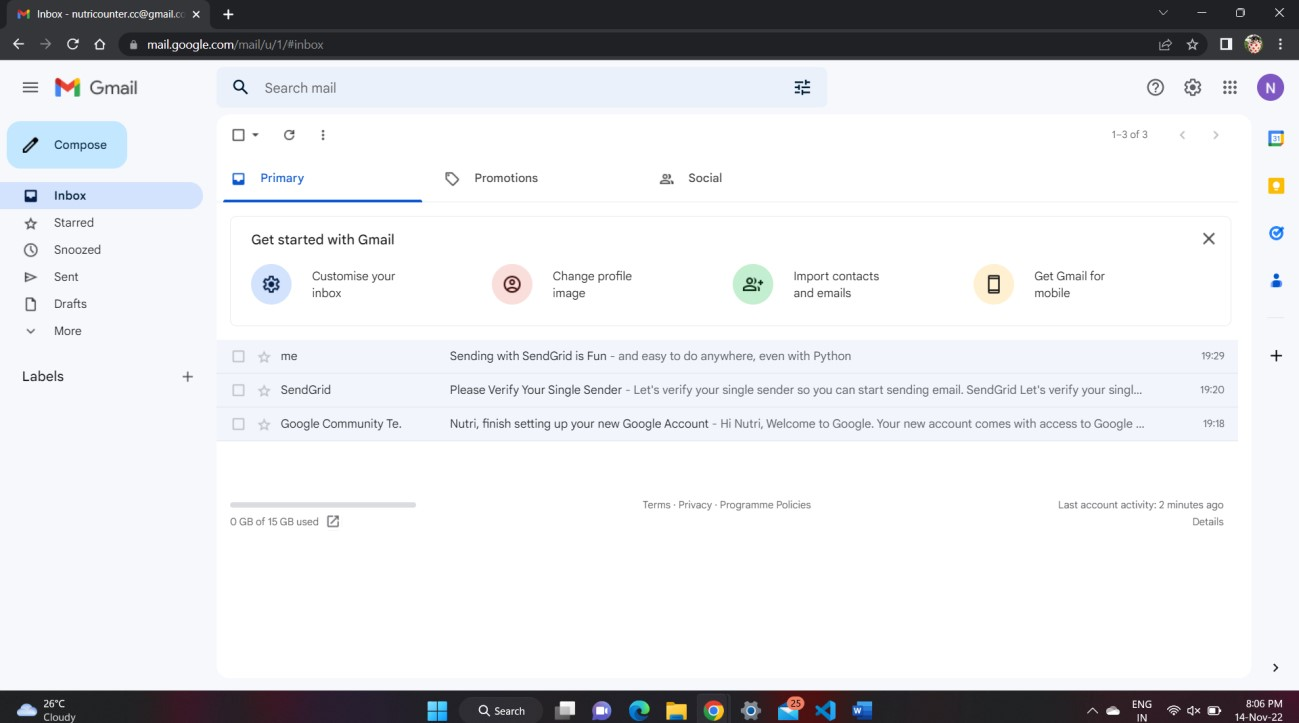 Inbox - nutricounter.cc@gmail.co
mail.google.com/mail/u/1/#inbox
Gmail
Search mail
N
Compose
1–3 of 3
31
Primary
Promotions
Social
Inbox
Starred
Snoozed
Sent
Drafts
More
Labels
Get started with Gmail
Customise your
inbox
Change profile
image
Import contacts
and emails
Get Gmail for
mobile
me Sending with SendGrid is Fun - and easy to do anywhere, even with Python 19:29
SendGrid Please Verify Your Single Sender - Let's verify your single sender so you can start sending email. SendGrid Let's verify your singl... 19:20
Google Community Te. Nutri, finish setting up your new Google Account - Hi Nutri, Welcome to Google. Your new account comes with access to Google ... 19:18
0 GB of 15 GB used
Terms · Privacy · Programme Policies
Last account activity: 2 minutes ago
Details
26°C
Cloudy
Search
25
W
ENG
IN
8:06 PM
14-Nov-22